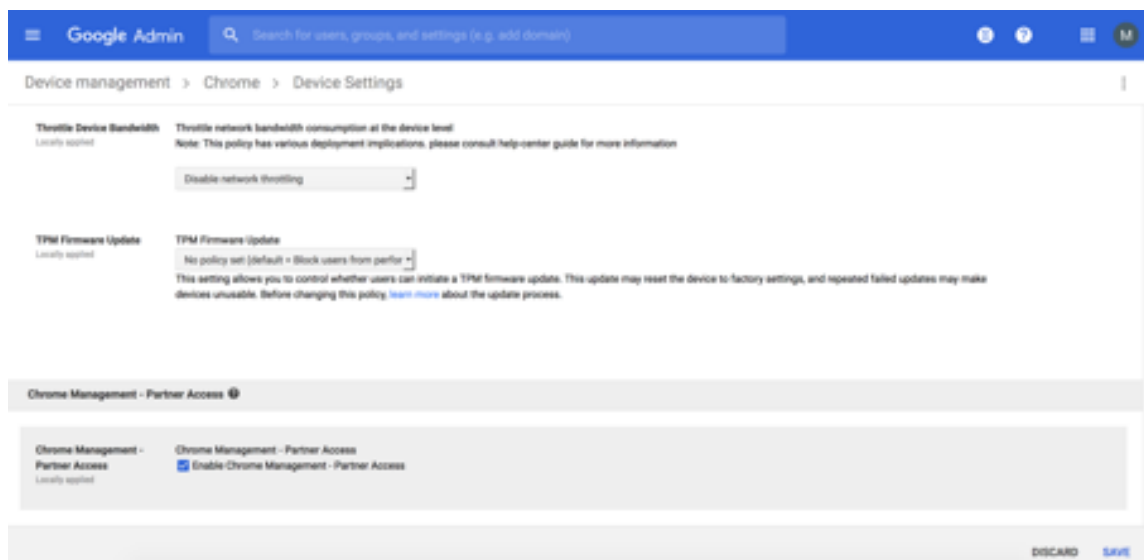 Google Admin
Search for users, groups, and settings (e.g. add domain)
M
Device management > Chrome > Device Settings
Throttle Device Bandwidth
Locally applied
Throttle network bandwidth consumption at the device level
Note: This policy has various deployment implications. please consult help-center guide for more information
Disable network throttling
TPM Firmware Update
Locally applied
TPM Firmware Update
No policy set (default = Block users from perfor
This setting allows you to control whether users can initiate a TPM firmware update. This update may reset the device to factory settings, and repeated failed updates may make
devices unusable. Before changing this policy, learn more about the update process.
Chrome Management - Partner Access
Chrome Management -
Partner Access
Locally applied
Chrome Management - Partner Access
Enable Chrome Management - Partner Access
DISCARD SAVE